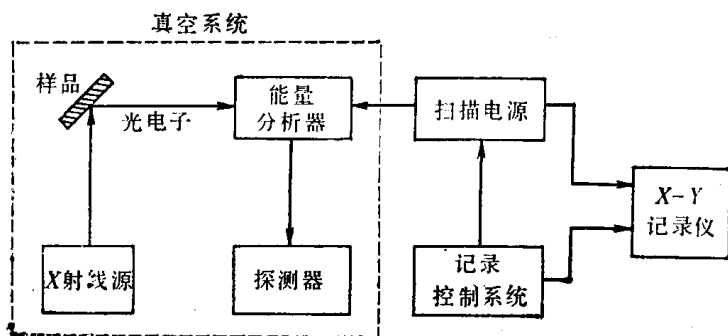 真空系统
样品
光电子
能量
分析器
扫描电源
X-Y
记录仪
X射线源
探测器
记录
控制系统